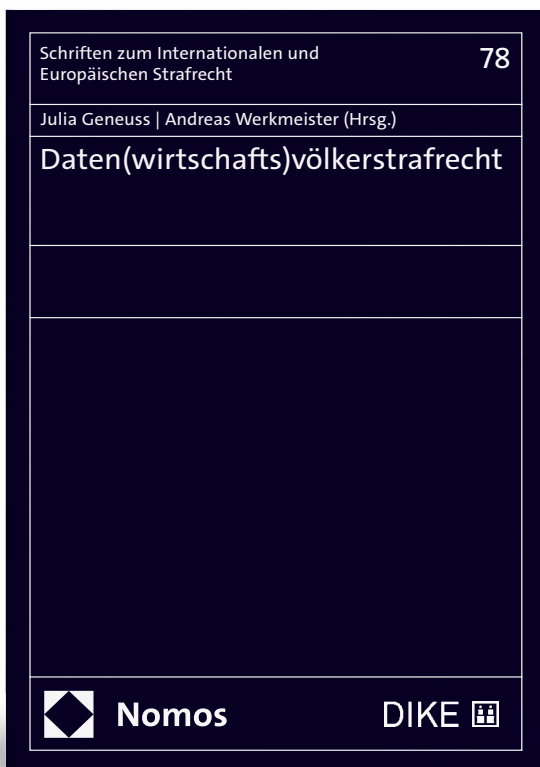 Schriften zum Internationalen und
Europäischen Strafrecht
78
Julia Geneuss | Andreas Werkmeister (Hrsg.)
Daten(wirtschafts)völkerstrafrecht
Nomos
DIKE